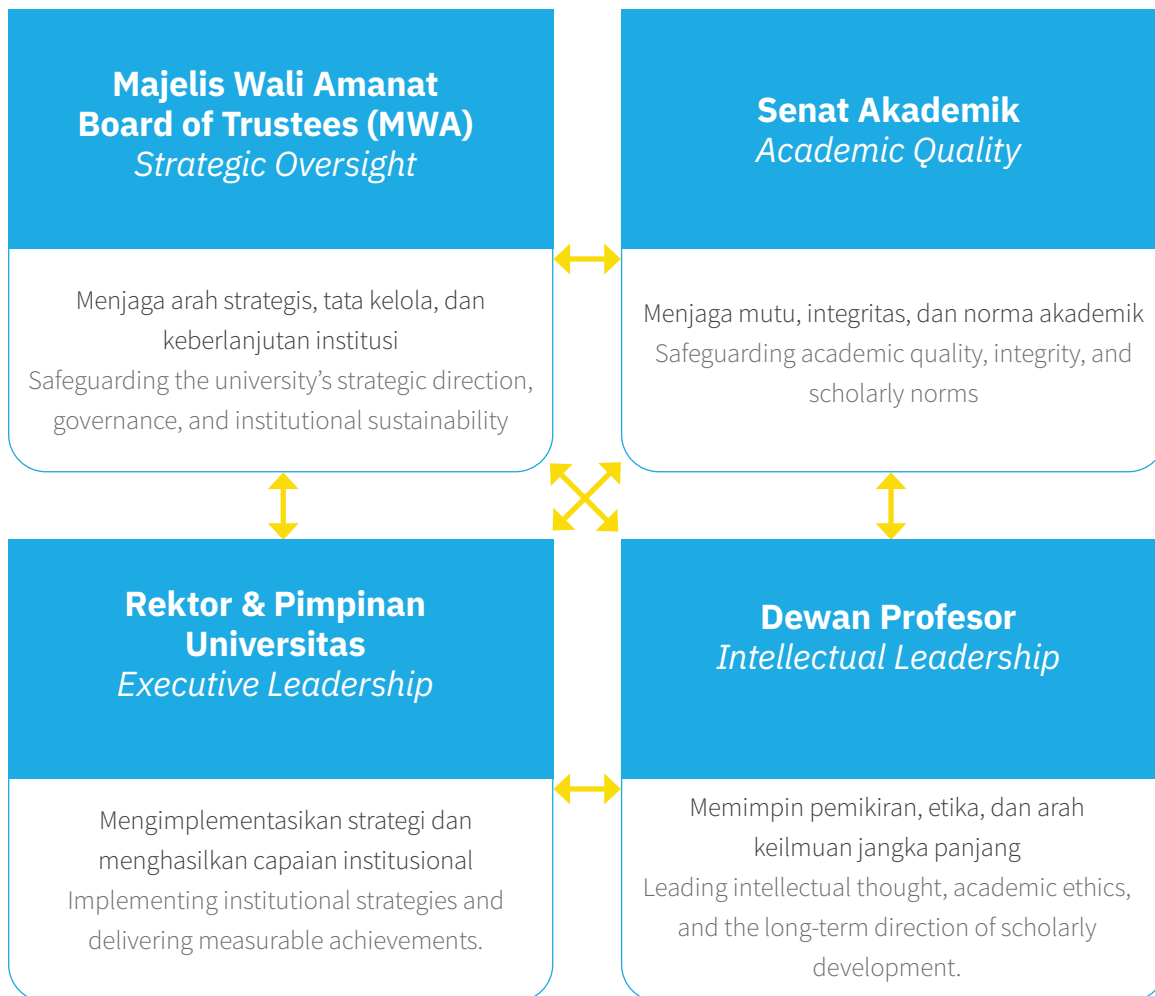 Majelis Wali Amanat
Board of Trustees (MWA)
Strategic Oversight
Menjaga arah strategis, tata kelola, dan
keberlanjutan institusi
Safeguarding the university’s strategic direction,
governance, and institutional sustainability
Senat Akademik
Academic Quality
Menjaga mutu, integritas, dan norma akademik
Safeguarding academic quality, integrity, and
scholarly norms
Rektor & Pimpinan
Universitas
Executive Leadership
Mengimplementasikan strategi dan
menghasilkan capaian institusional
Implementing institutional strategies and
delivering measurable achievements.
Dewan Profesor
Intellectual Leadership
Memimpin pemikiran, etika, dan arah
keilmuan jangka panjang
Leading intellectual thought, academic ethics,
and the long-term direction of scholarly
development.